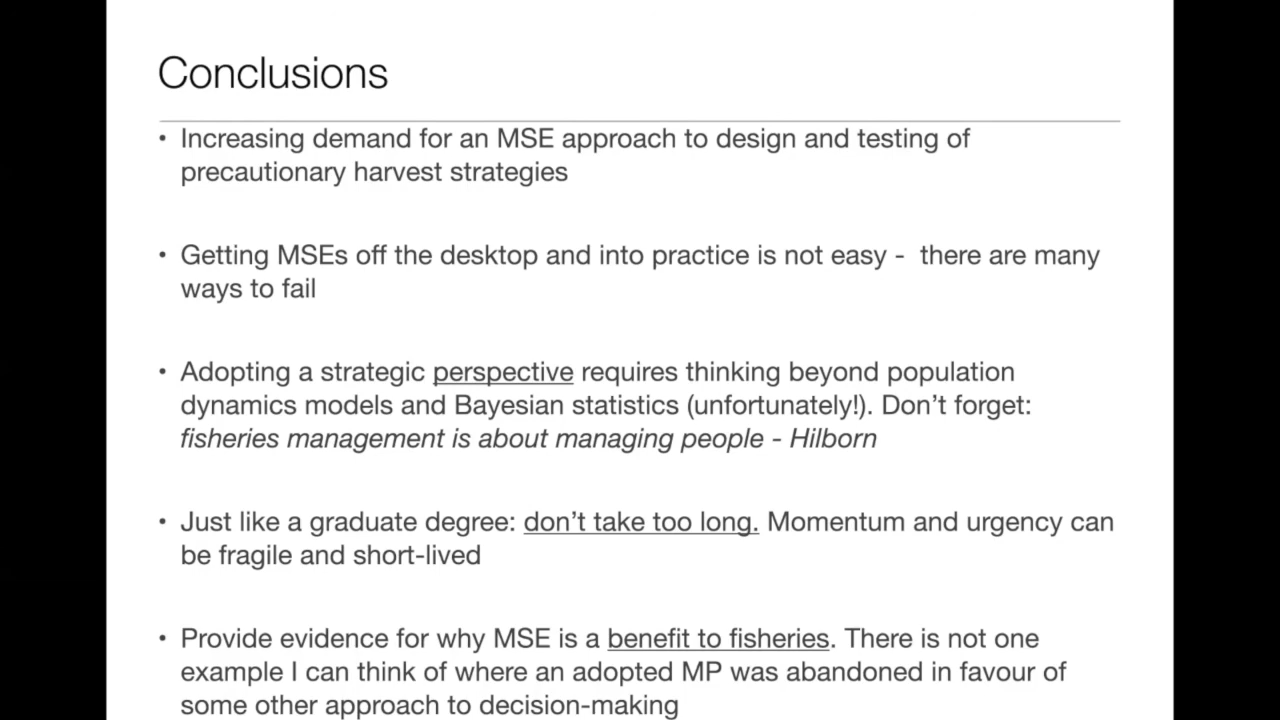 Conclusions
• Increasing demand for an MSE approach to design and testing of
precautionary harvest strategies
• Getting MSEs off the desktop and into practice is not easy - there are many
ways to fail
• Adopting a strategic perspective requires thinking beyond population
dynamics models and Bayesian statistics (unfortunately!). Don’t forget:
fisheries management is about managing people - Hilborn
• Just like a graduate degree: don’t take too long. Momentum and urgency can
be fragile and short-lived
• Provide evidence for why MSE is a benefit to fisheries. There is not one
example I can think of where an adopted MP was abandoned in favour of
some other approach to decision-making